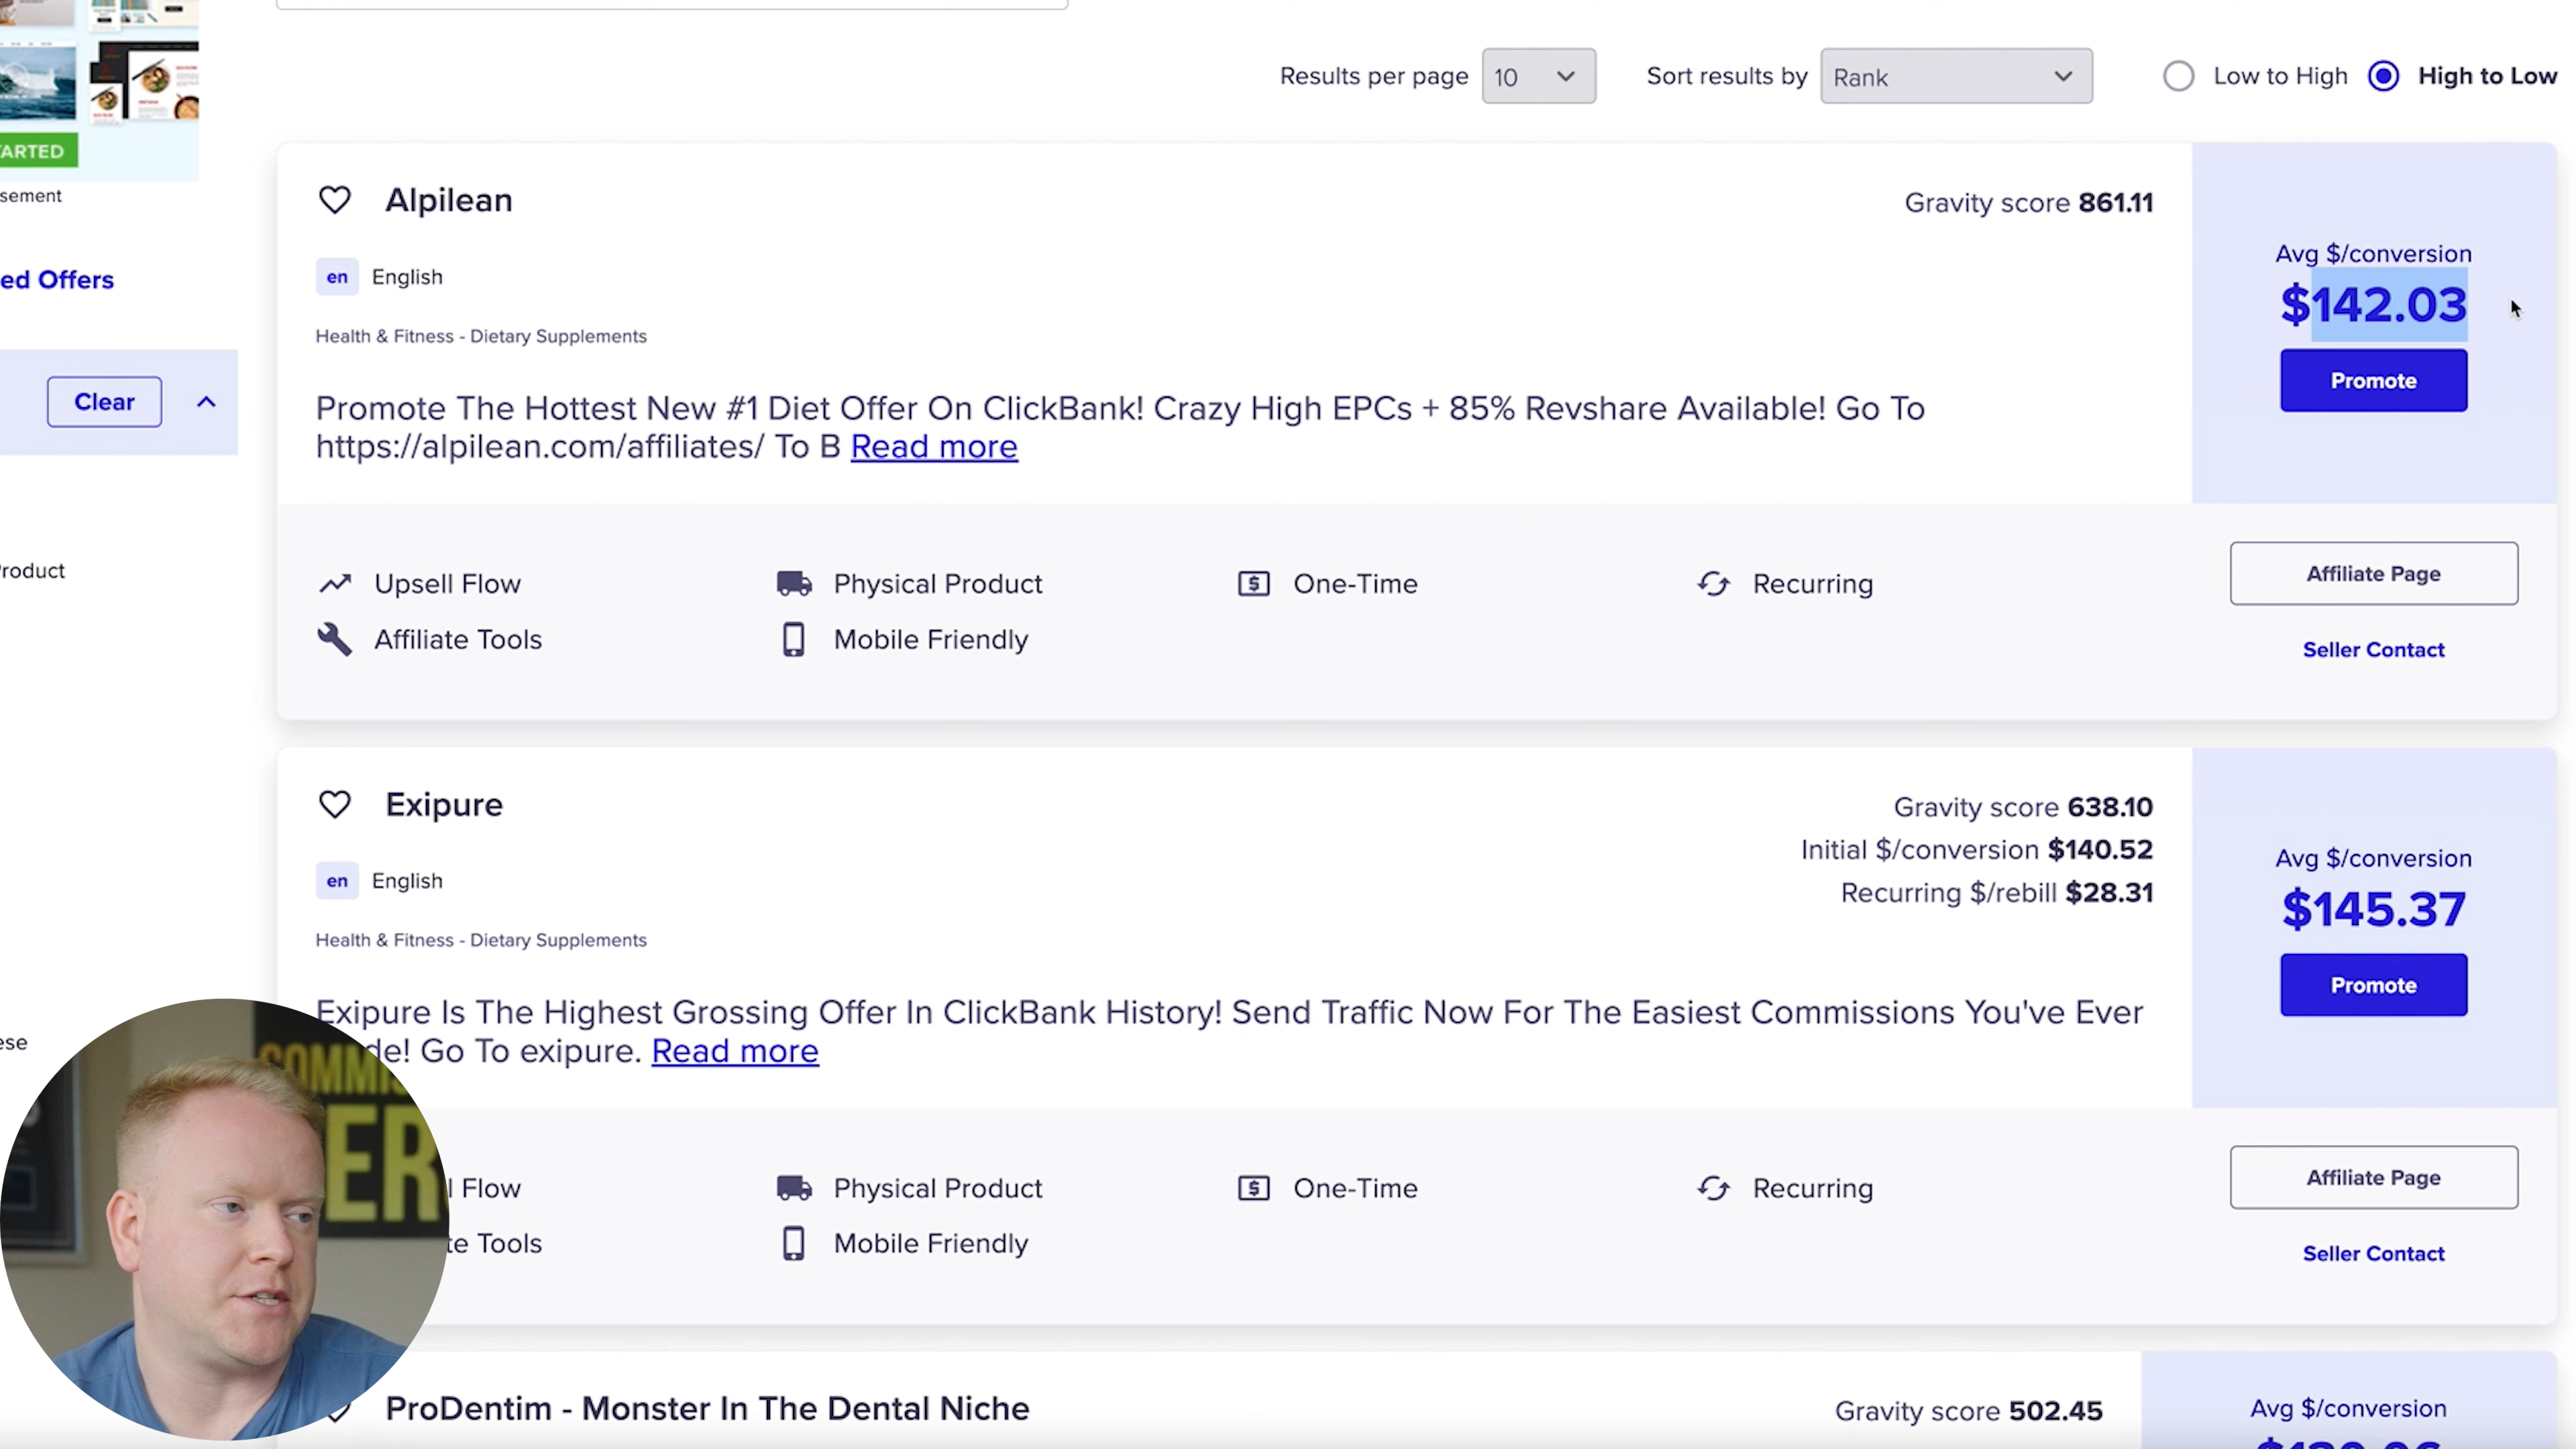 Results per page 10 Sort results by Rank Low to High High to Low
ARTED
sement
ed Offers
Clear
roduct
ese
Alpilean
Gravity score 861.11
en English
Health & Fitness - Dietary Supplements
Promote The Hottest New #1 Diet Offer On ClickBank! Crazy High EPCs + 85% Revshare Available! Go To
https://alpilean.com/affiliates/ To B Read more
Avg $/conversion
$142.03
Promote
Upsell Flow Physical Product One-Time Recurring
Affiliate Tools Mobile Friendly
Affiliate Page
Seller Contact
Exipure
Gravity score 638.10
Initial $/conversion $140.52
Recurring $/rebill $28.31
en English
Health & Fitness - Dietary Supplements
Exipure Is The Highest Grossing Offer In ClickBank History! Send Traffic Now For The Easiest Commissions You've Ever
de! Go To exipure. Read more
Avg $/conversion
$145.37
Promote
l Flow Physical Product One-Time Recurring
te Tools Mobile Friendly
Affiliate Page
Seller Contact
COMMIS
ER
ProDentim - Monster In The Dental Niche
Gravity score 502.45
Avg $/conversion